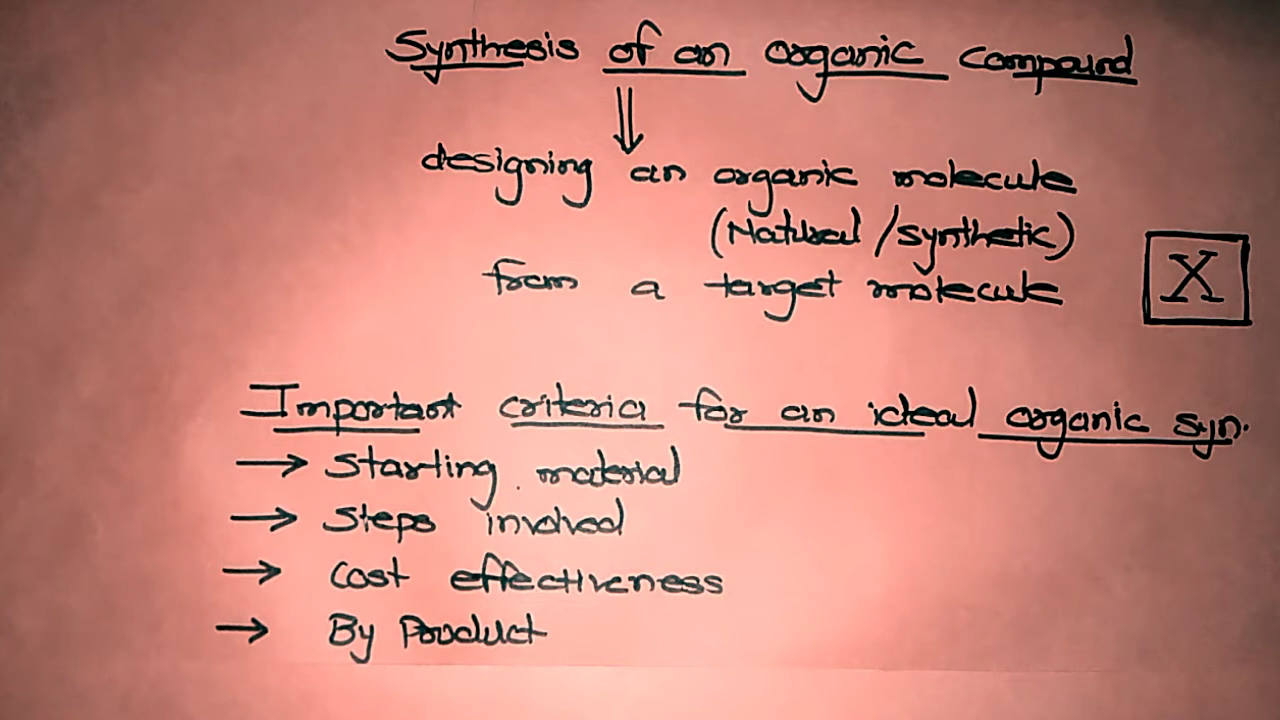 Synthesis of an organic compound
designing an organic molecule
(Natural /synthetic)
from a target molecule
X
Important criteria for an ideal organic syn.
→ Starting material
→ Steps involved
→ Cost effectiveness
→ By Product